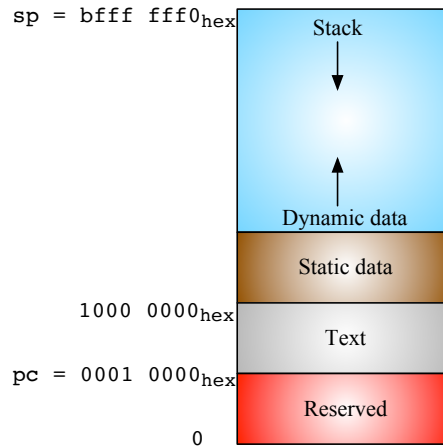 sp = bfff fff0hex
Stack
Dynamic data
Static data
1000 0000hex
Text
pc = 0001 0000hex
Reserved
0